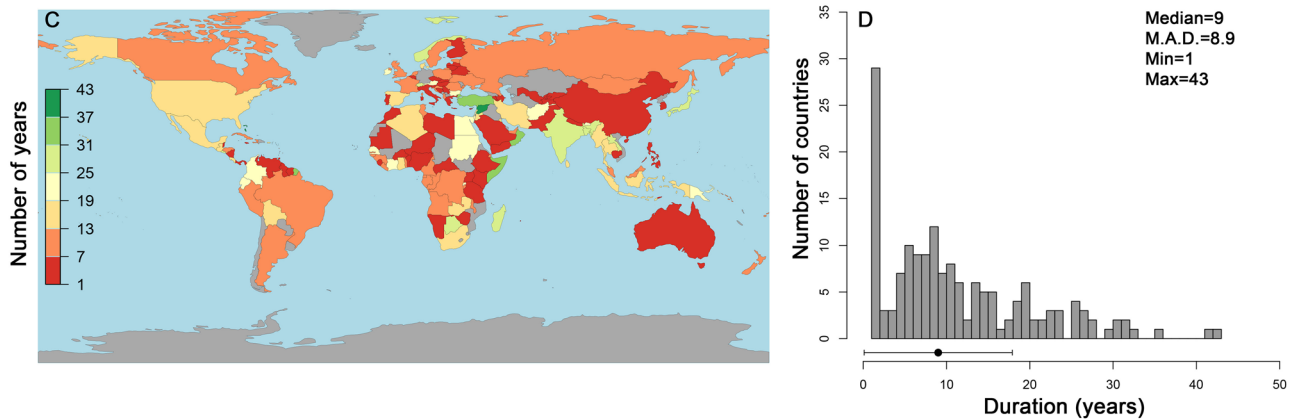 C
Number of years
43
37
31
25
19
13
7
1
D
Median=9
M.A.D.=8.9
Min=1
Max=43
Number of countries
35
30
25
20
15
10
5
0
0 10 20 30 40 50
Duration (years)